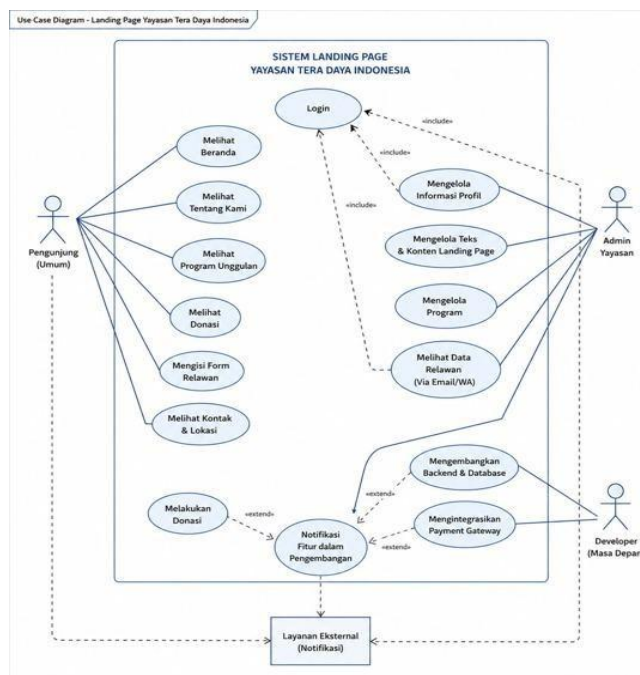 Use Case Diagram - Landing Page Yayasan Tera Daya Indonesia
SISTEM LANDING PAGE
YAYASAN TERA DAYA INDONESIA
Login
«include»
«include»
«include»
Melihat
Beranda
Melihat
Tentang Kami
Melihat
Program Unggulan
Melihat
Donasi
Mengisi Form
Relawan
Melihat Kontak
& Lokasi
Pengunjung
(Umum)
Mengelola
Informasi Profil
Mengelola Teks
& Konten Landing Page
Mengelola
Program
Melihat Data
Relawan
(Via Email/WA)
Admin
Yayasan
Mengembangkan
Backend & Database
Mengintegrasikan
Payment Gateway
Developer
(Masa Depan
Melakukan
Donasi
«extend»
«extend»
«extend»
Notifikasi
Fitur dalam
Pengembangan
Layanan Eksternal
(Notifikasi)